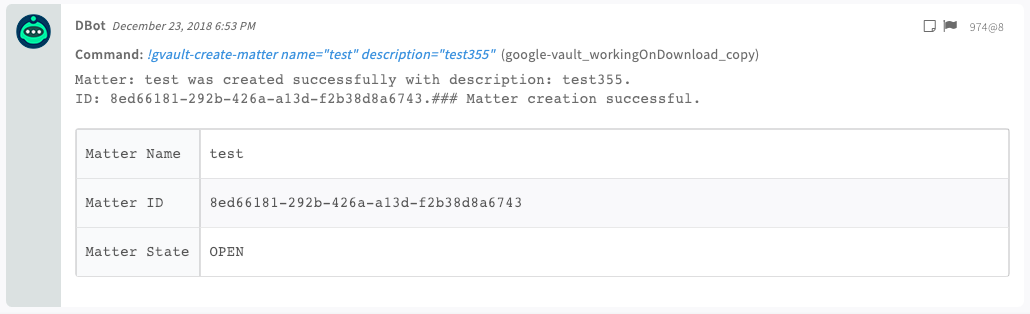 DBot December 23, 2018 6:53 PM 974@8
Command: !gvault-create-matter name="test" description="test355" (google-vault_workingOnDownload_copy)
Matter: test was created successfully with description: test355.
ID: 8ed66181-292b-426a-a13d-f2b38d8a6743.### Matter creation successful.
Matter Name test
Matter ID 8ed66181-292b-426a-a13d-f2b38d8a6743
Matter State OPEN